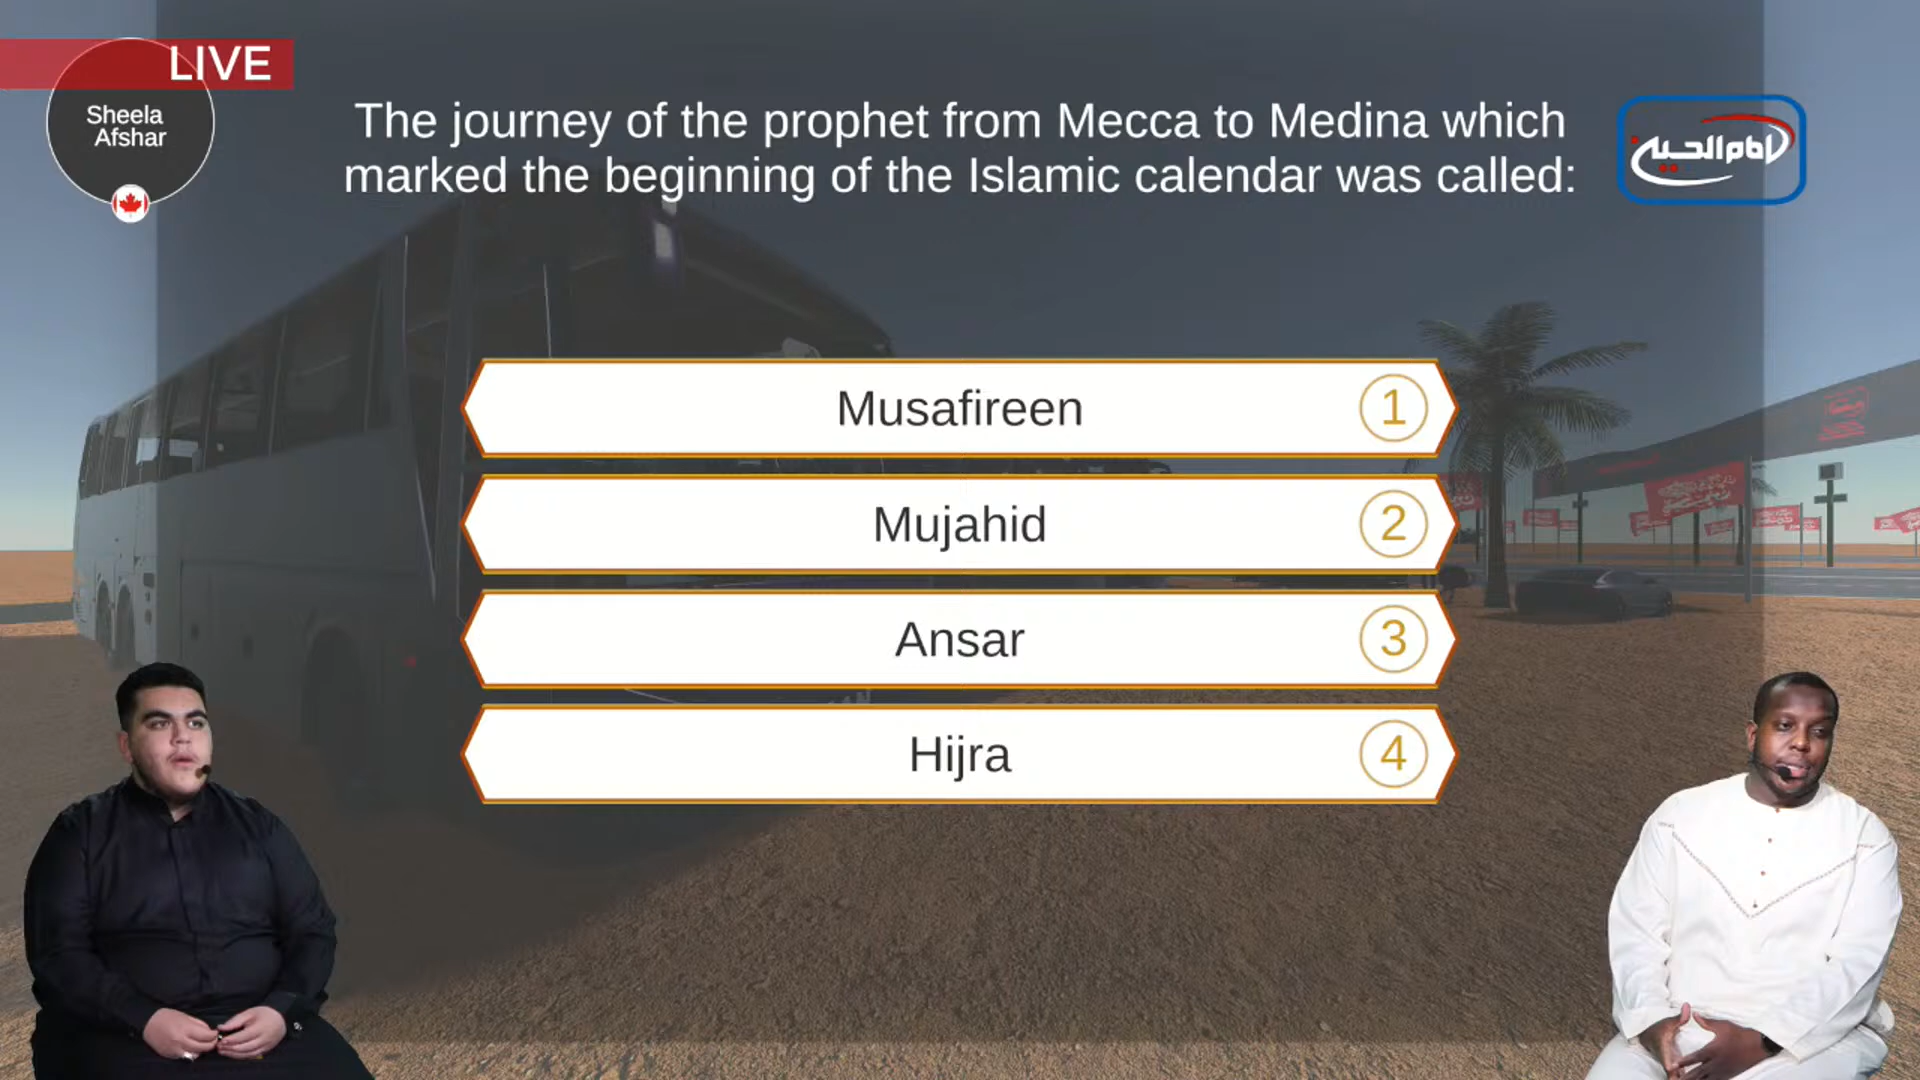 LIVE
Sheela
Afshar
The journey of the prophet from Mecca to Medina which
marked the beginning of the Islamic calendar was called:
Musafireen
1
Mujahid
2
Ansar
3
Hijra
4